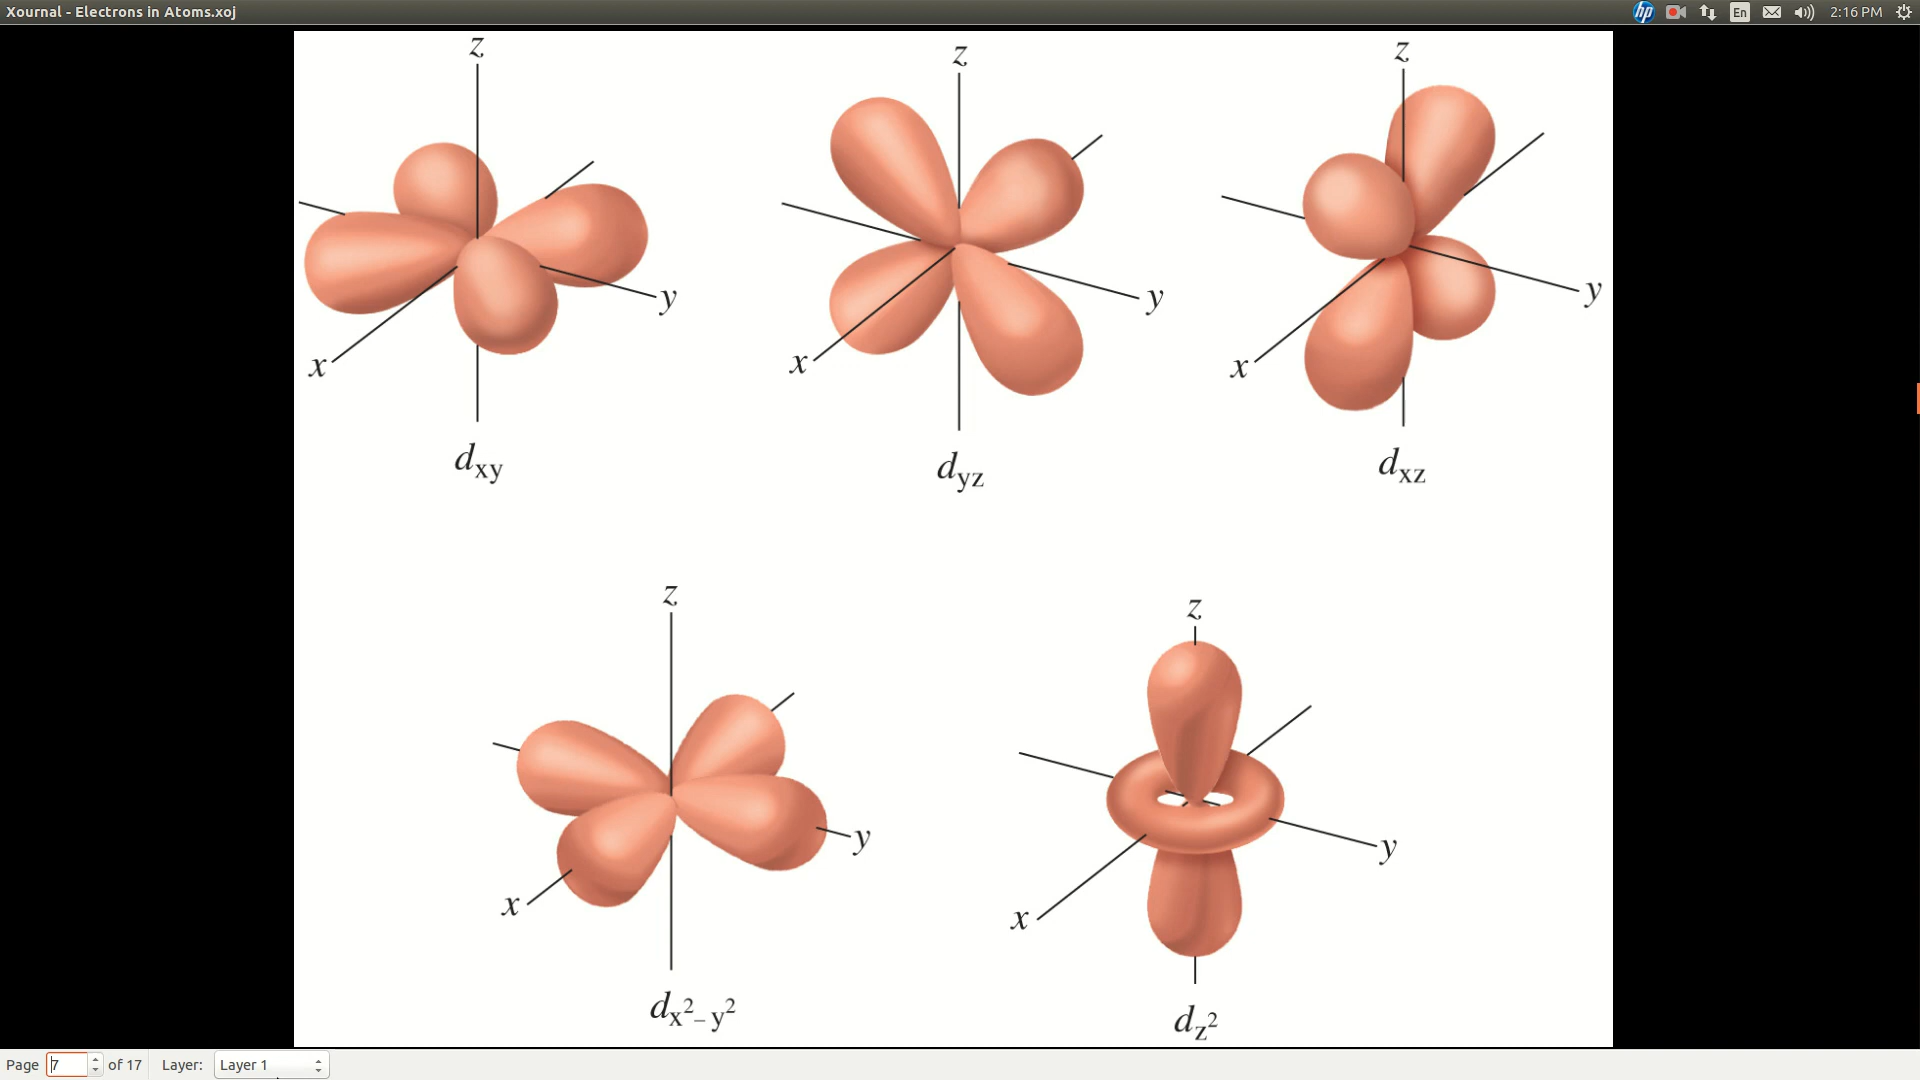 Xournal - Electrons in Atoms.xoj
hp En 2:16 PM
z z z
y y y
x x x
dxy dyz dxz
z z
y y
x x
dx²–y² dz²
Page 7 of 17 Layer: Layer 1